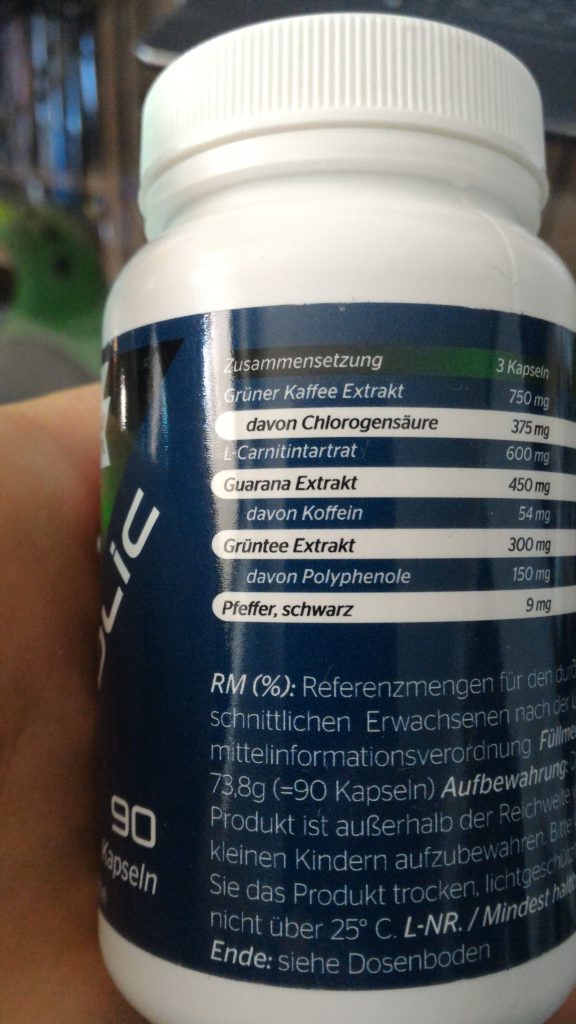 Zusammensetzung 3 Kapseln
Grüner Kaffee Extrakt 750 mg
davon Chlorogensäure 375 mg
L-Carnitintartrat 600 mg
Guarana Extrakt 450 mg
davon Koffein 54 mg
Grüntee Extrakt 300 mg
davon Polyphenole 150 mg
Pfeffer, schwarz 9 mg
RM (%): Referenzmengen für den
schnittlichen Erwachsenen nach der
mittelinformationsverordnung
73,8g (=90 Kapseln) Aufbewahrung:
Produkt ist außerhalb der Reichweite
kleinen Kindern aufzubewahren. Bitte
Sie das Produkt trocken,
nicht über 25° C. L-NR. / Mindest
Ende: siehe Dosenboden
90
Kapseln